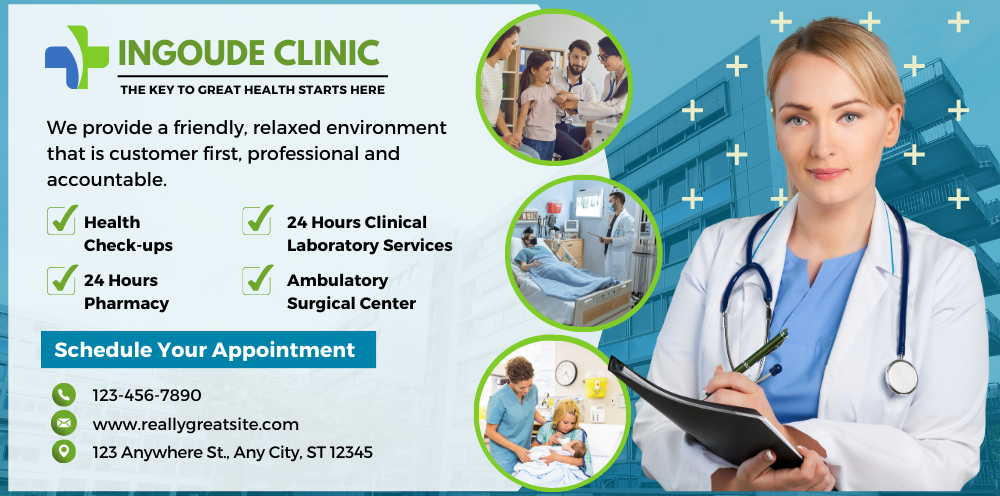 INGOUDE CLINIC
THE KEY TO GREAT HEALTH STARTS HERE
We provide a friendly, relaxed environment
that is customer first, professional and
accountable.
Health
Check-ups
24 Hours Clinical
Laboratory Services
24 Hours
Pharmacy
Ambulatory
Surgical Center
Schedule Your Appointment
123-456-7890
www.reallygreatsite.com
123 Anywhere St., Any City, ST 12345